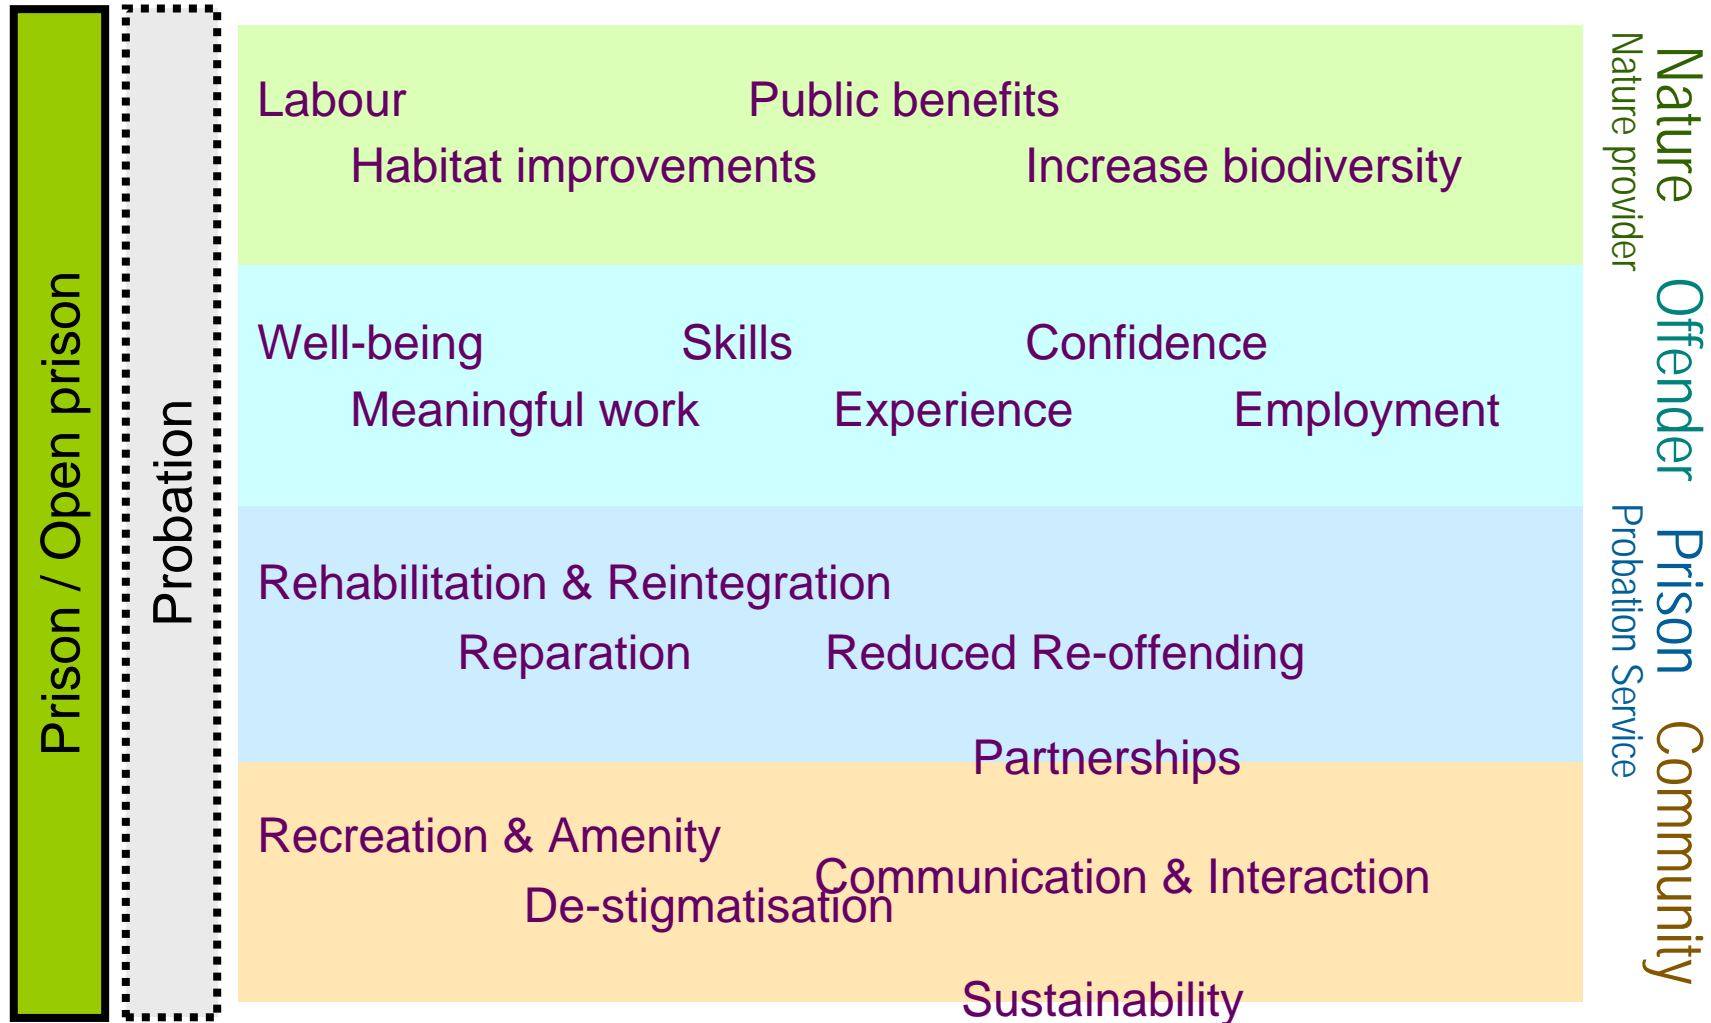 Prison / Open prison
Probation
Labour
Public benefits
Habitat improvements
Increase biodiversity
Nature
Nature provider
Well-being
Skills
Confidence
Meaningful work
Experience
Employment
Offender
Rehabilitation & Reintegration
Reparation
Reduced Re-offending
Prison
Probation Service
Partnerships
Recreation & Amenity
Communication & Interaction
De-stigmatisation
Sustainability
Community